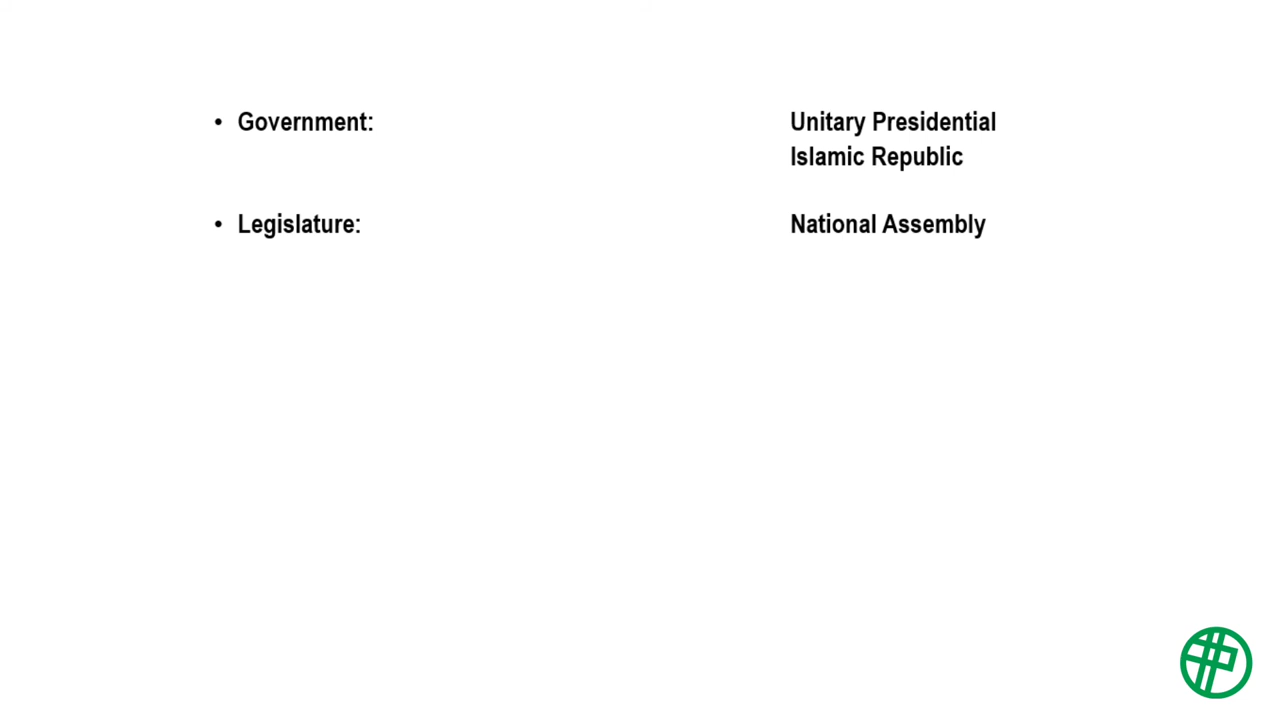 • Government: Unitary Presidential
Islamic Republic
• Legislature: National Assembly